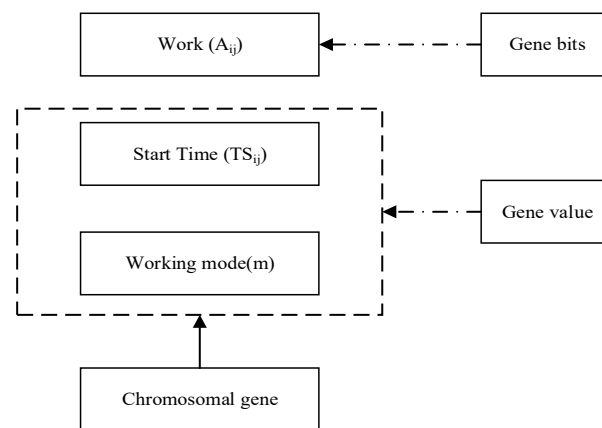 Work (Aij)
Gene bits
Start Time (TSij)
Gene value
Working mode(m)
Chromosomal gene